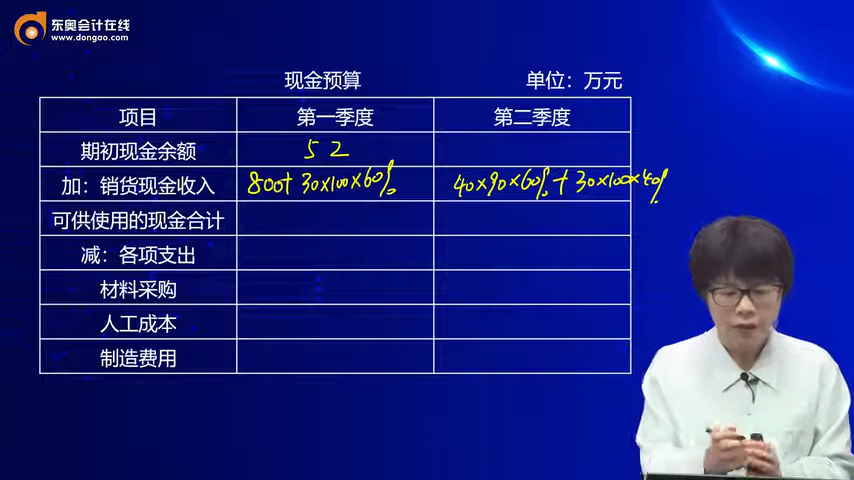 东奥会计在线
www.dongao.com
现金预算 单位：万元
项目 第一季度 第二季度
期初现金余额 52
加：销货现金收入 800+30×100×60% 40×90×60%+30×100×40%
可供使用的现金合计
减：各项支出
材料采购
人工成本
制造费用